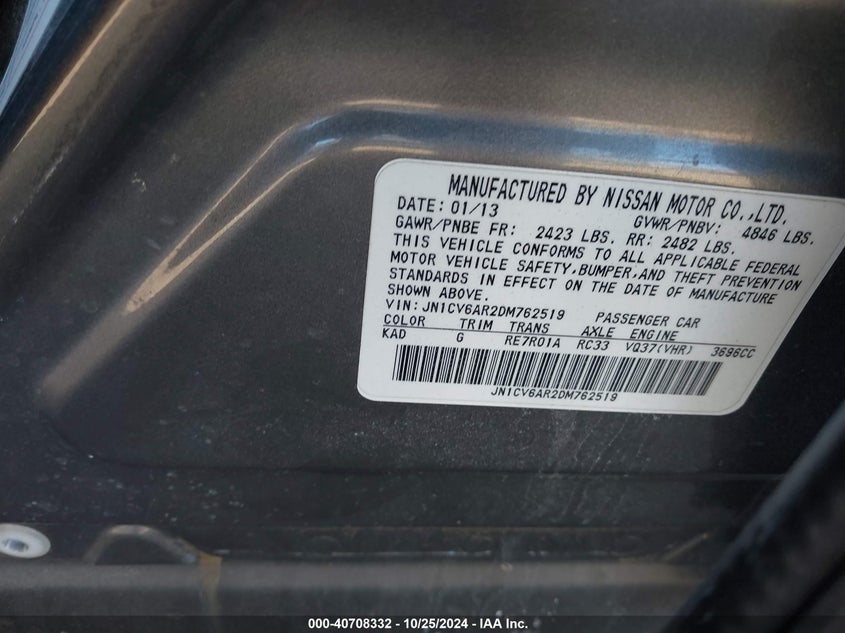 MANUFACTURED BY NISSAN MOTOR CO.,LTD.
DATE: 01/13 GVWR/PNBV: 4846 LBS.
GAWR/PNBE FR: 2423 LBS. RR: 2482 LBS.
THIS VEHICLE CONFORMS TO ALL APPLICABLE FEDERAL
MOTOR VEHICLE SAFETY,BUMPER,AND THEFT PREVENTION
STANDARDS IN EFFECT ON THE DATE OF MANUFACTURE
SHOWN ABOVE.
VIN: JN1CV6AR2DM762519 PASSENGER CAR
COLOR TRIM TRANS AXLE ENGINE
KAD G RE7R01A RC33 VQ37(VHR) 3696CC
JN1CV6AR2DM762519
000-40708332 - 10/25/2024 - IAA Inc.